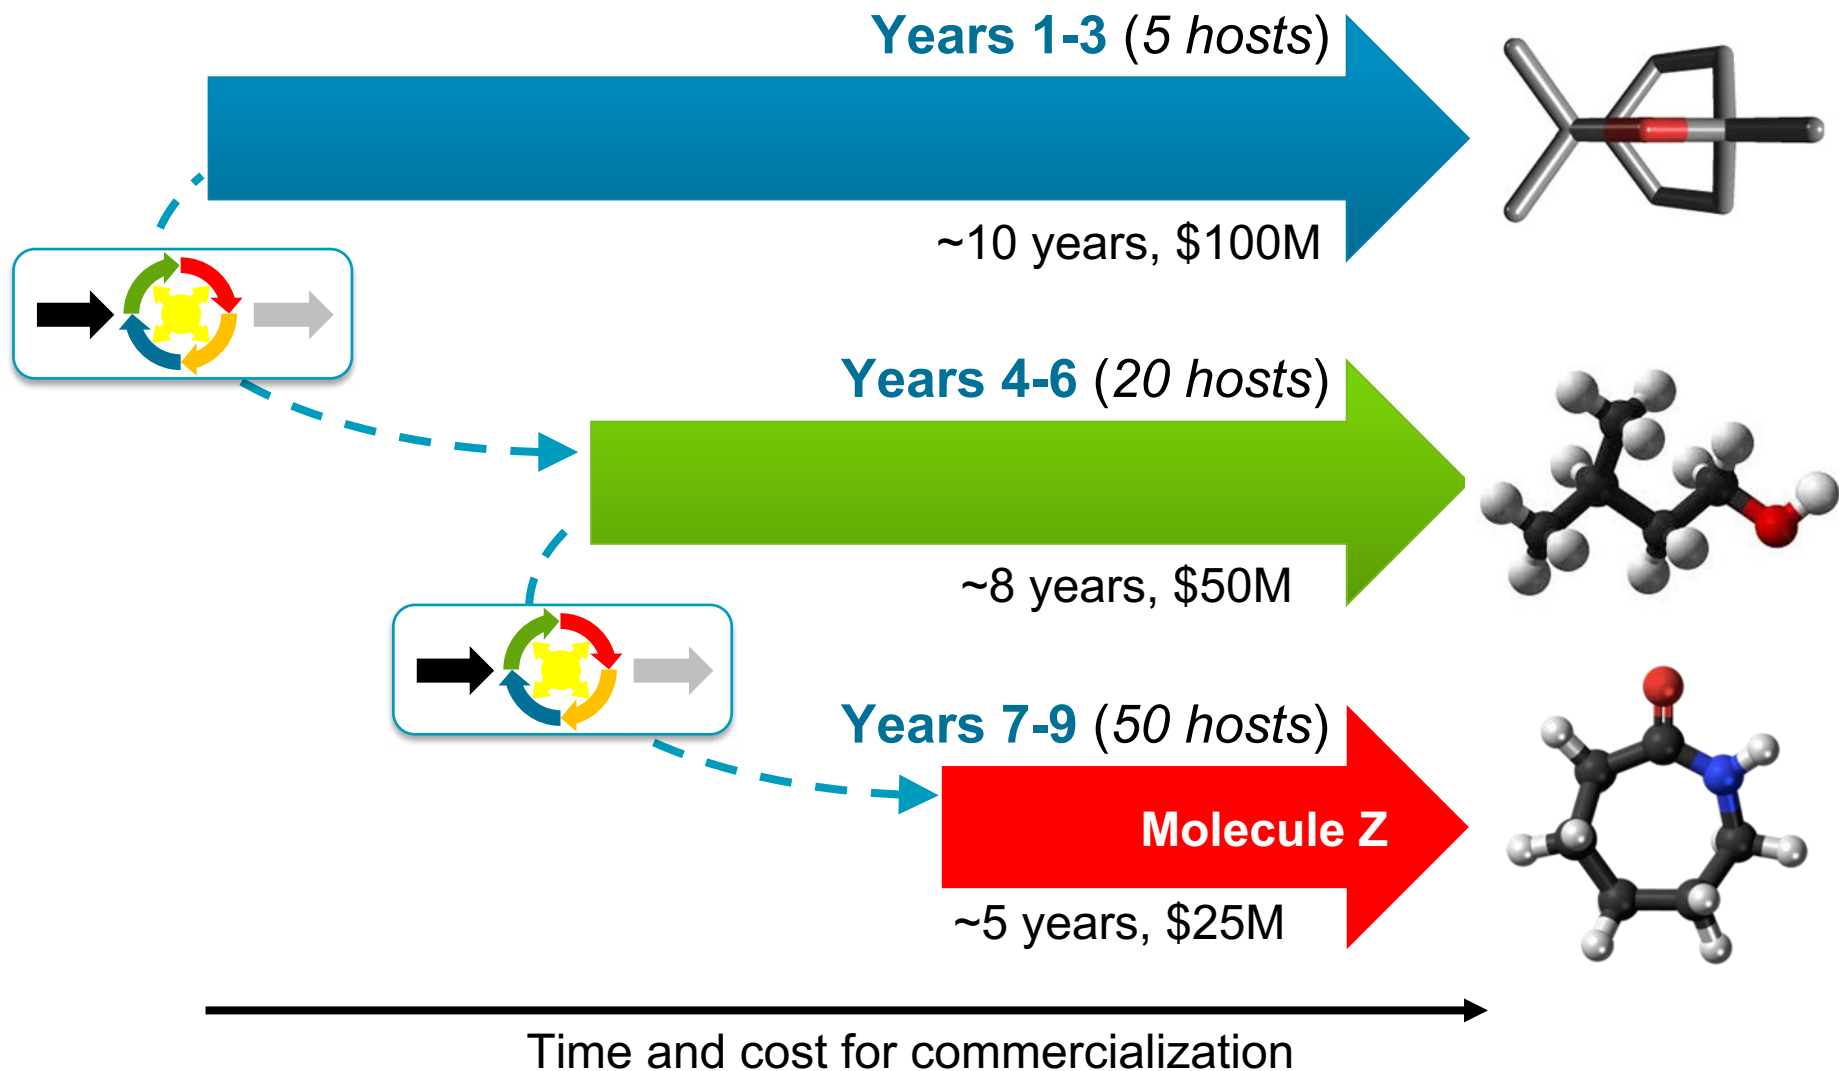 Years 1-3 (5 hosts)
~10 years, $100M
Years 4-6 (20 hosts)
~8 years, $50M
Years 7-9 (50 hosts)
Molecule Z
~5 years, $25M
Time and cost for commercialization